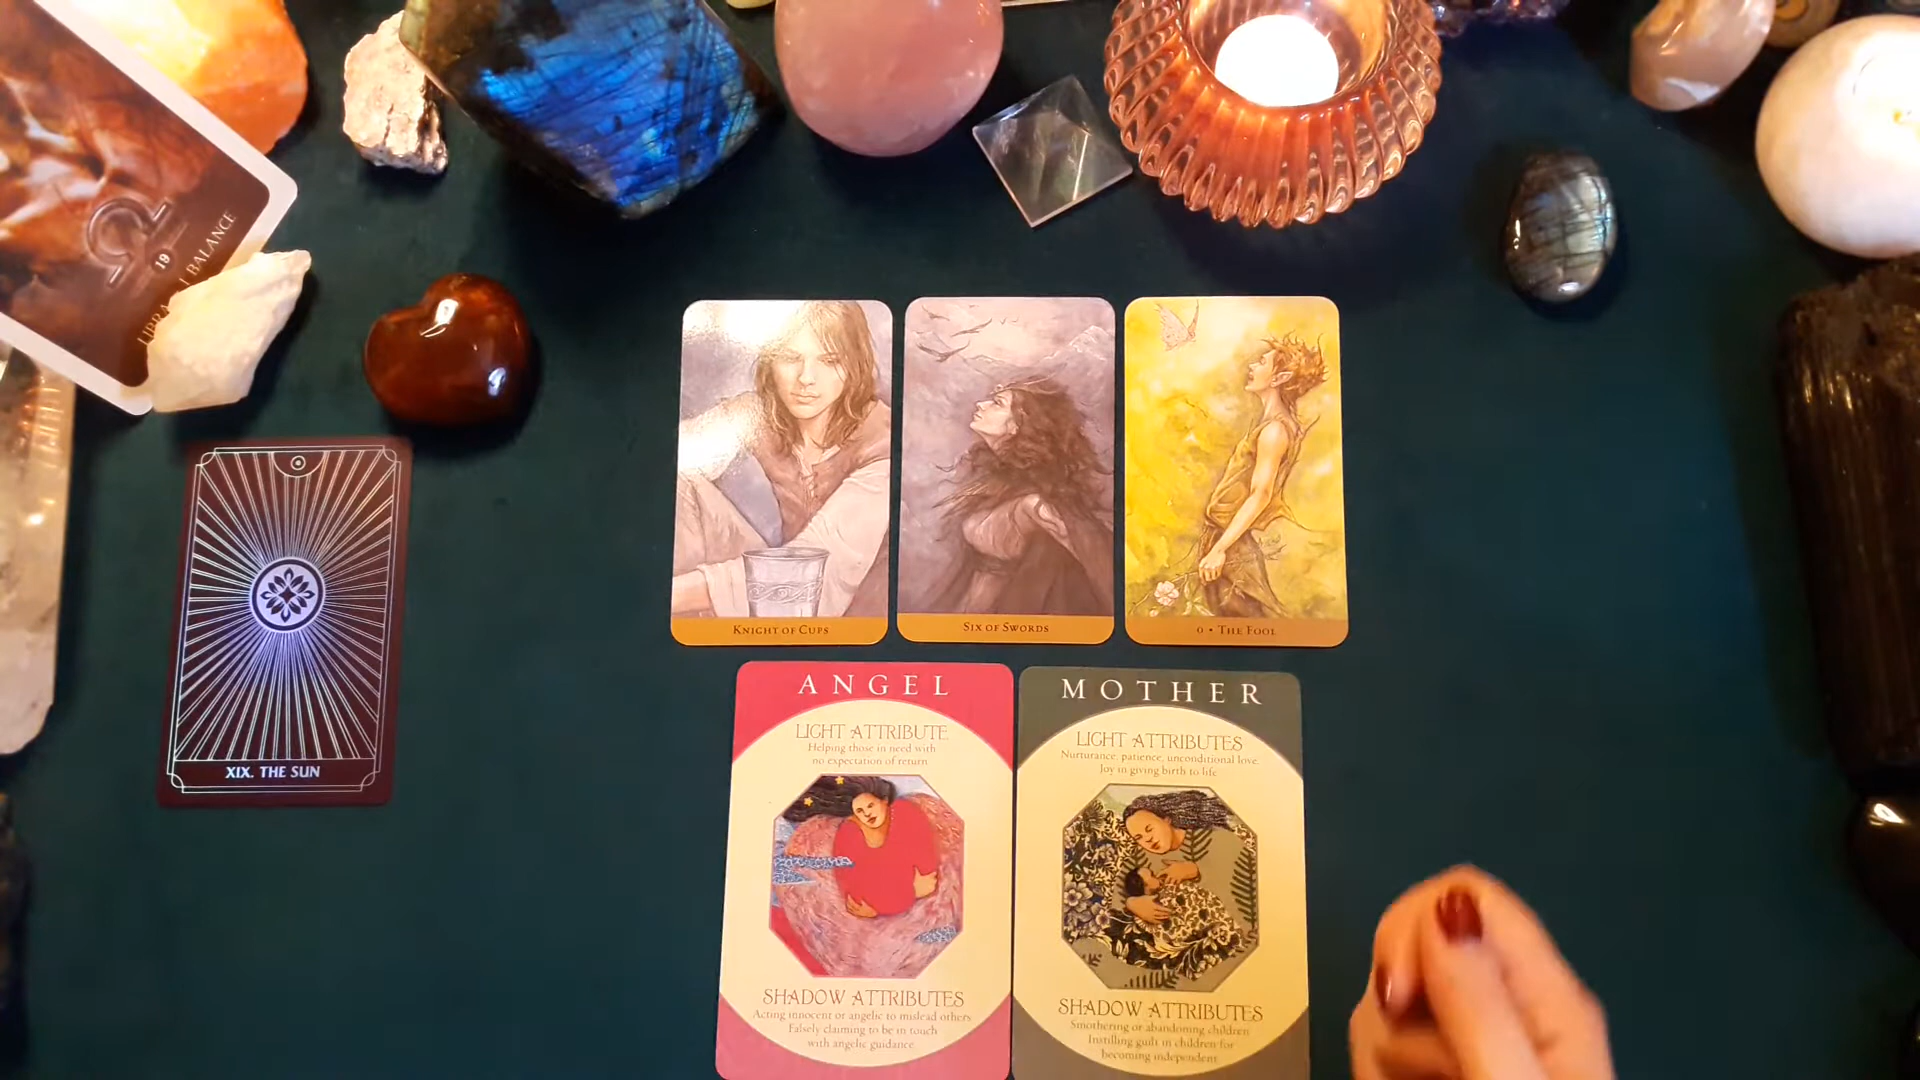 19
LIBRA | BALANCE
KNIGHT OF CUPS
SIX OF SWORDS
0 • THE FOOL
XIX. THE SUN
ANGEL
LIGHT ATTRIBUTE
Helping those in need with
no expectation of return
SHADOW ATTRIBUTES
Acting innocent or angelic to mislead others
Falsely claiming to be in touch
with angelic guidance
MOTHER
LIGHT ATTRIBUTES
Nurturance, patience, unconditional love.
Joy in giving birth to life
SHADOW ATTRIBUTES
Smothering or abandoning children
Instilling guilt in children for
becoming independent